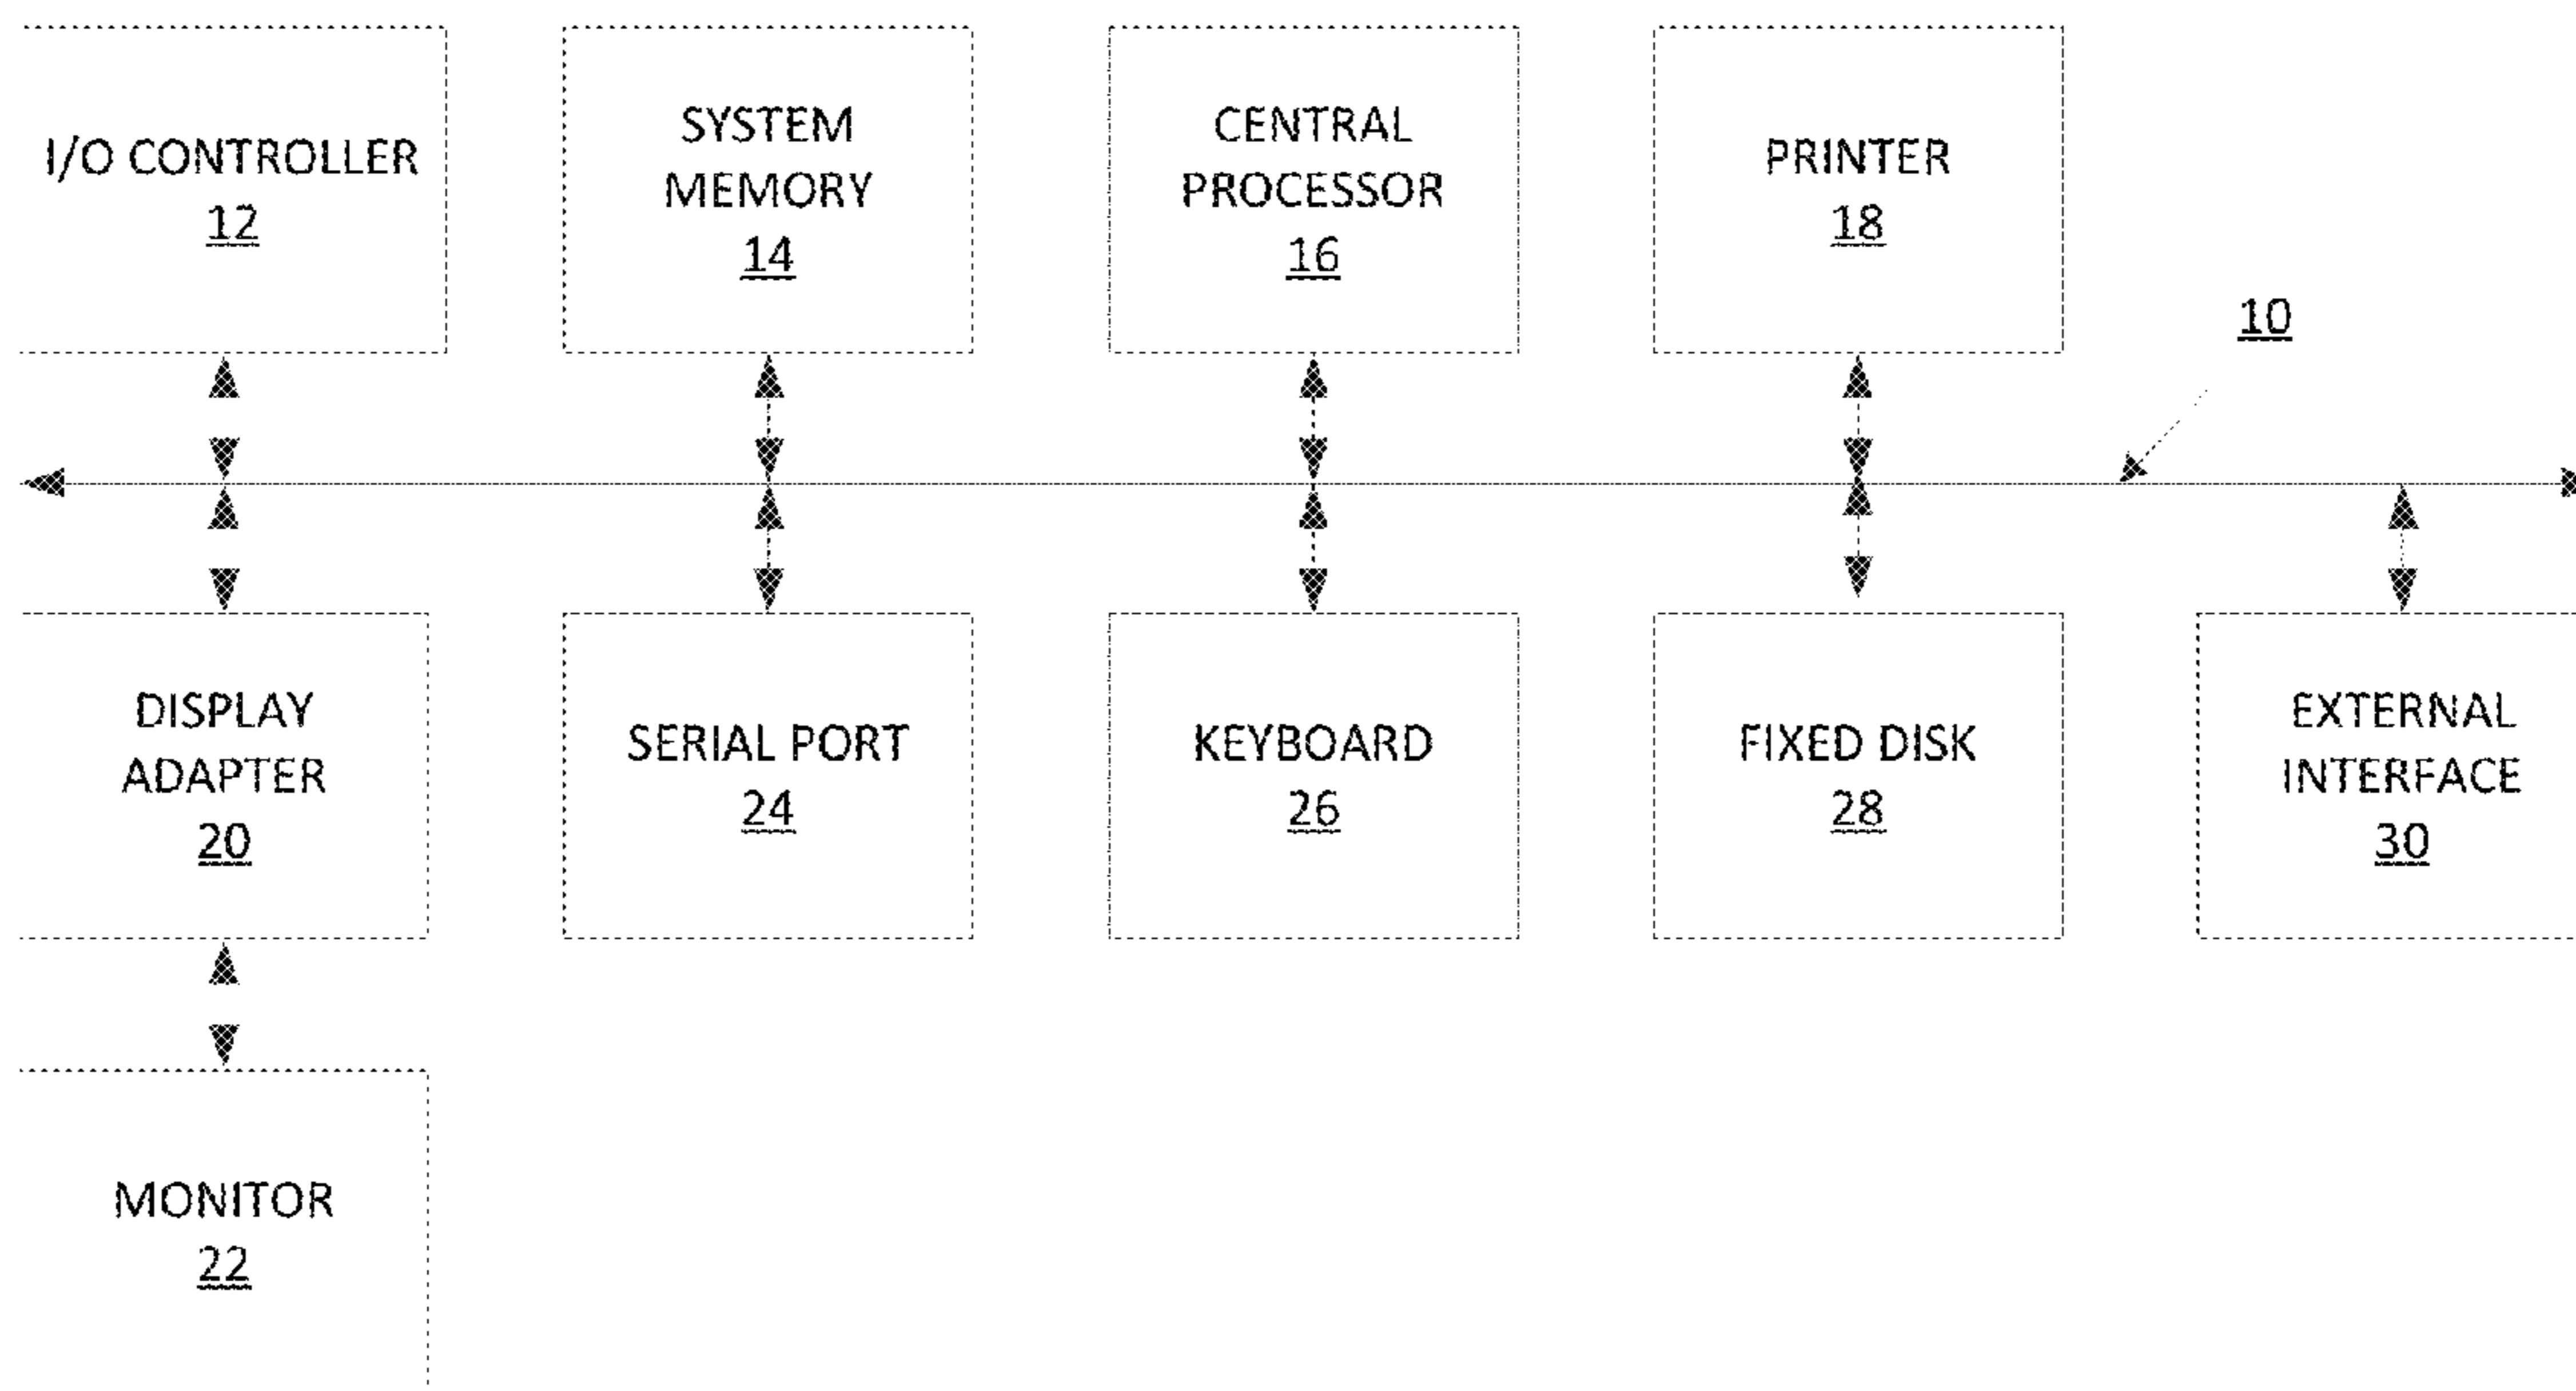 I/O CONTROLLER
12
SYSTEM
MEMORY
14
CENTRAL
PROCESSOR
16
PRINTER
18
10
DISPLAY
ADAPTER
20
SERIAL PORT
24
KEYBOARD
26
FIXED DISK
28
EXTERNAL
INTERFACE
30
MONITOR
22